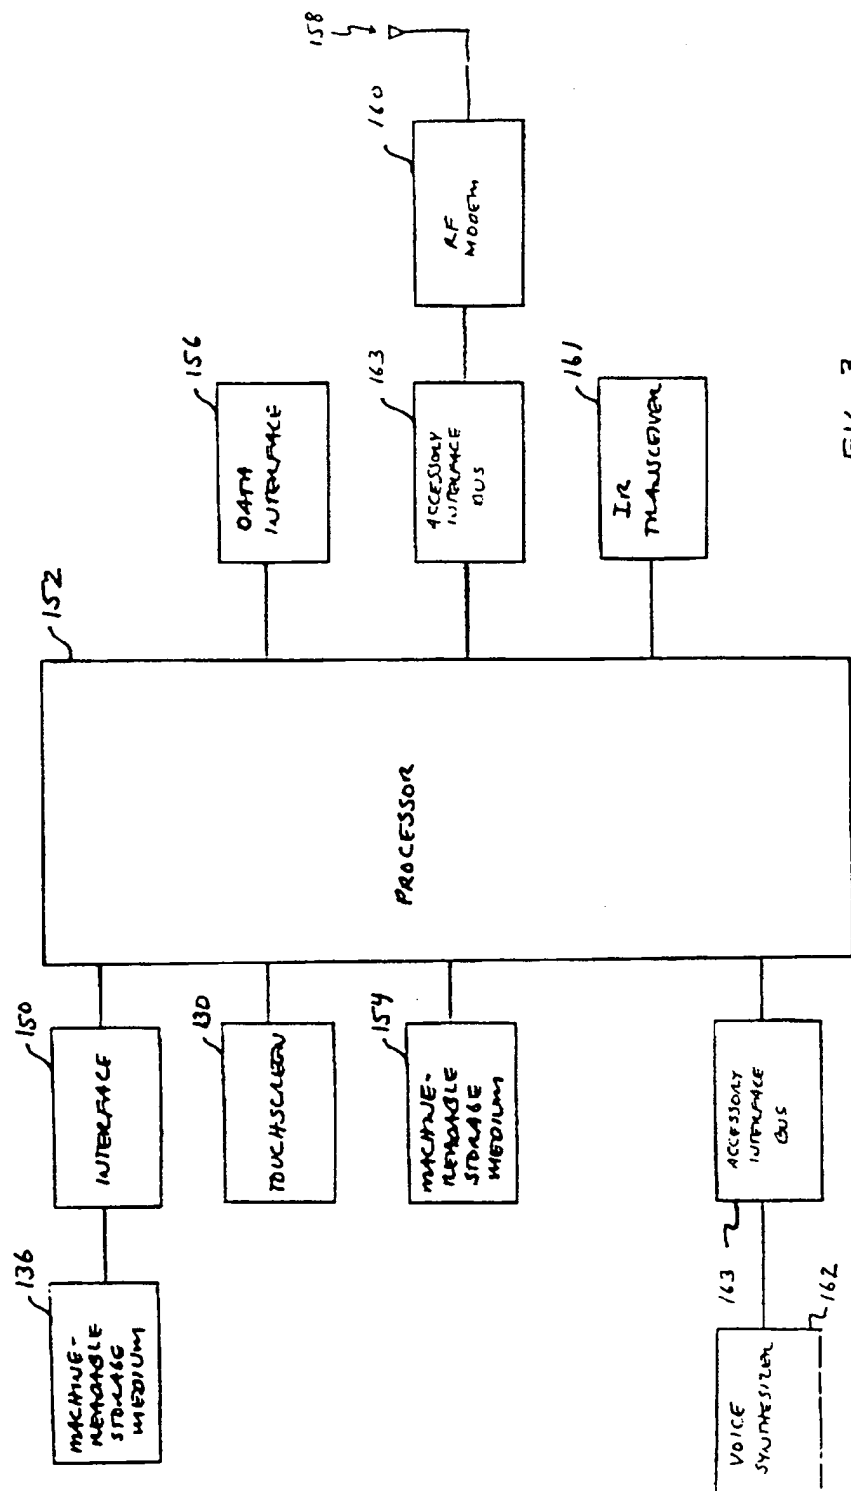 158
160
RF
MODEM
156
DATA
INTERFACE
163
ACCESSORY
INTERFACE
BUS
161
IR
TRANSCEIVER
152
PROCESSOR
150
INTERFACE
130
TOUCHSCREEN
154
MACHINE-
READABLE
STORAGE
MEDIUM
ACCESSORY
INTERFACE
BUS
163
136
MACHINE-
READABLE
STORAGE
MEDIUM
162
VOICE
SYNTHESIZER